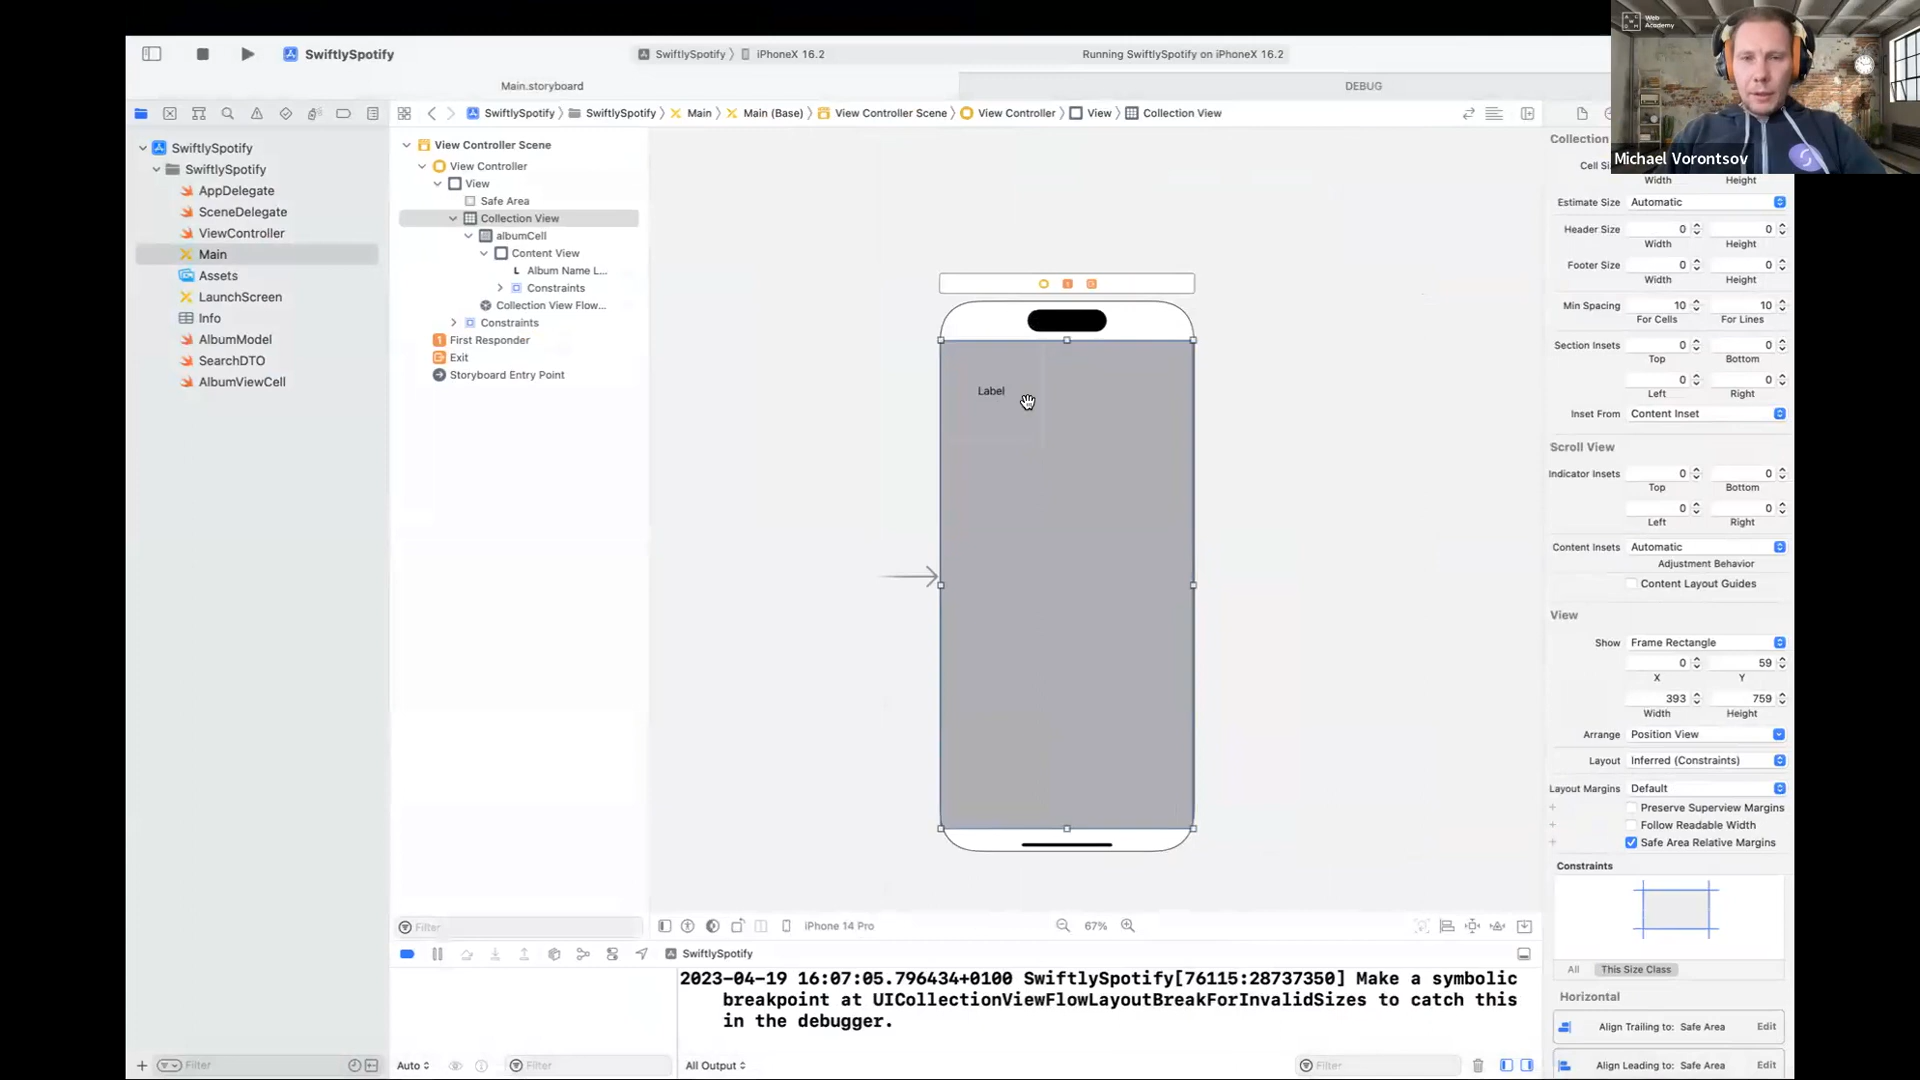 SwiftlySpotify
SwiftlySpotify
iPhoneX 16.2
Running SwiftlySpotify on iPhoneX 16.2
Web
Academy
Michael Vorontsov
Main.storyboard
DEBUG
SwiftlySpotify
SwiftlySpotify
Main
Main (Base)
View Controller Scene
View Controller
View
Collection View
SwiftlySpotify
SwiftlySpotify
AppDelegate
SceneDelegate
ViewController
Main
Assets
LaunchScreen
Info
AlbumModel
SearchDTO
AlbumViewCell
View Controller Scene
View Controller
View
Safe Area
Collection View
albumCell
Content View
L Album Name L...
Constraints
Collection View Flow...
Constraints
First Responder
Exit
Storyboard Entry Point
Label
Collection
Width Height
Estimate Size Automatic
Header Size 0 0
Width Height
Footer Size 0 0
Width Height
Min Spacing 10 10
For Cells For Lines
Section Insets 0 0
Top Bottom
0 0
Left Right
Inset From Content Inset
Scroll View
Indicator Insets 0 0
Top Bottom
0 0
Left Right
Content Insets Automatic
Adjustment Behavior
Content Layout Guides
View
Show Frame Rectangle
0 59
X Y
393 759
Width Height
Arrange Position View
Layout Inferred (Constraints)
Layout Margins Default
Preserve Superview Margins
Follow Readable Width
Safe Area Relative Margins
Constraints
All This Size Class
Horizontal
Align Trailing to: Safe Area Edit
Align Leading to: Safe Area Edit
Filter
iPhone 14 Pro
67%
SwiftlySpotify
2023-04-19 16:07:05.796434+0100 SwiftlySpotify[76115:28737350] Make a symbolic
breakpoint at UICollectionViewFlowLayoutBreakForInvalidSizes to catch this
in the debugger.
Filter
Auto
Filter
All Output
Filter